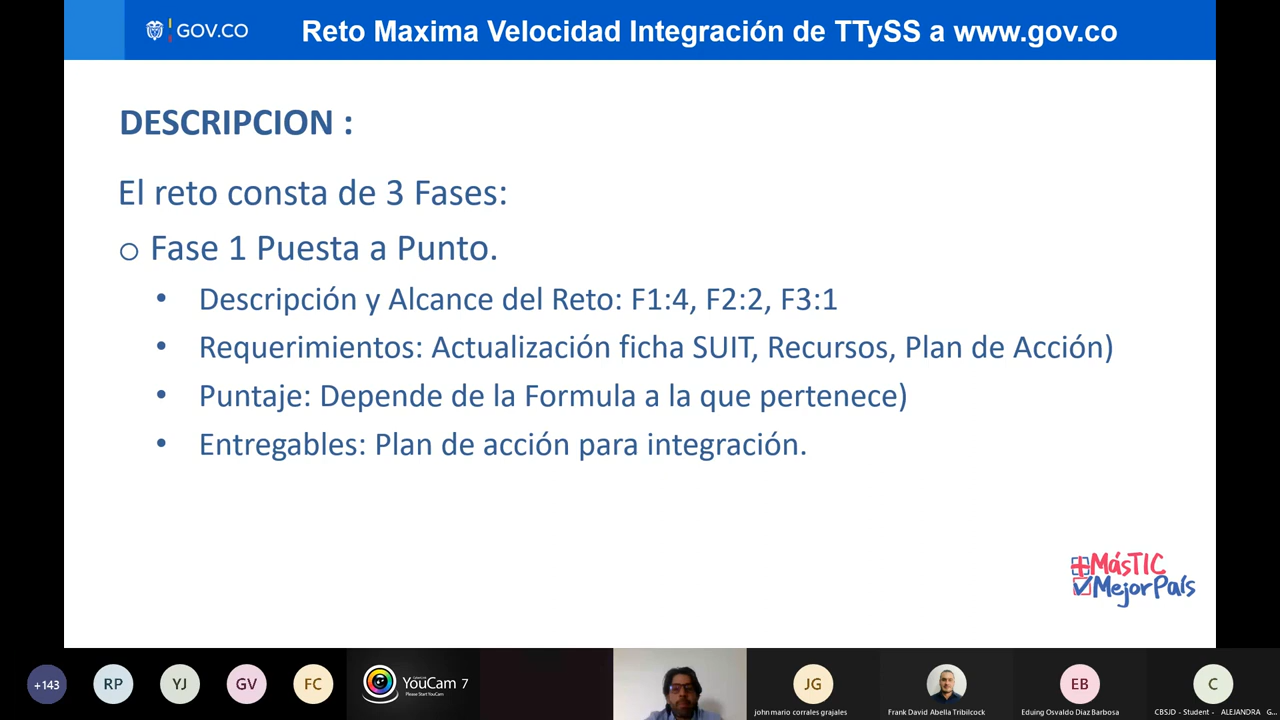 GOV.CO
Reto Maxima Velocidad Integración de TTySS a www.gov.co
DESCRIPCION :
El reto consta de 3 Fases:
o Fase 1 Puesta a Punto.
• Descripción y Alcance del Reto: F1:4, F2:2, F3:1
• Requerimientos: Actualización ficha SUIT, Recursos, Plan de Acción)
• Puntaje: Depende de la Formula a la que pertenece)
• Entregables: Plan de acción para integración.
+MásTIC
MejorPaís
+143
RP
YJ
GV
FC
YouCam 7
Please Start YouCam
JG
john mario corrales grajales
Frank David Abella Tribilcock
EB
Eduing Osvaldo Diaz Barbosa
C
CBSJD - Student - ALEJANDRA G...